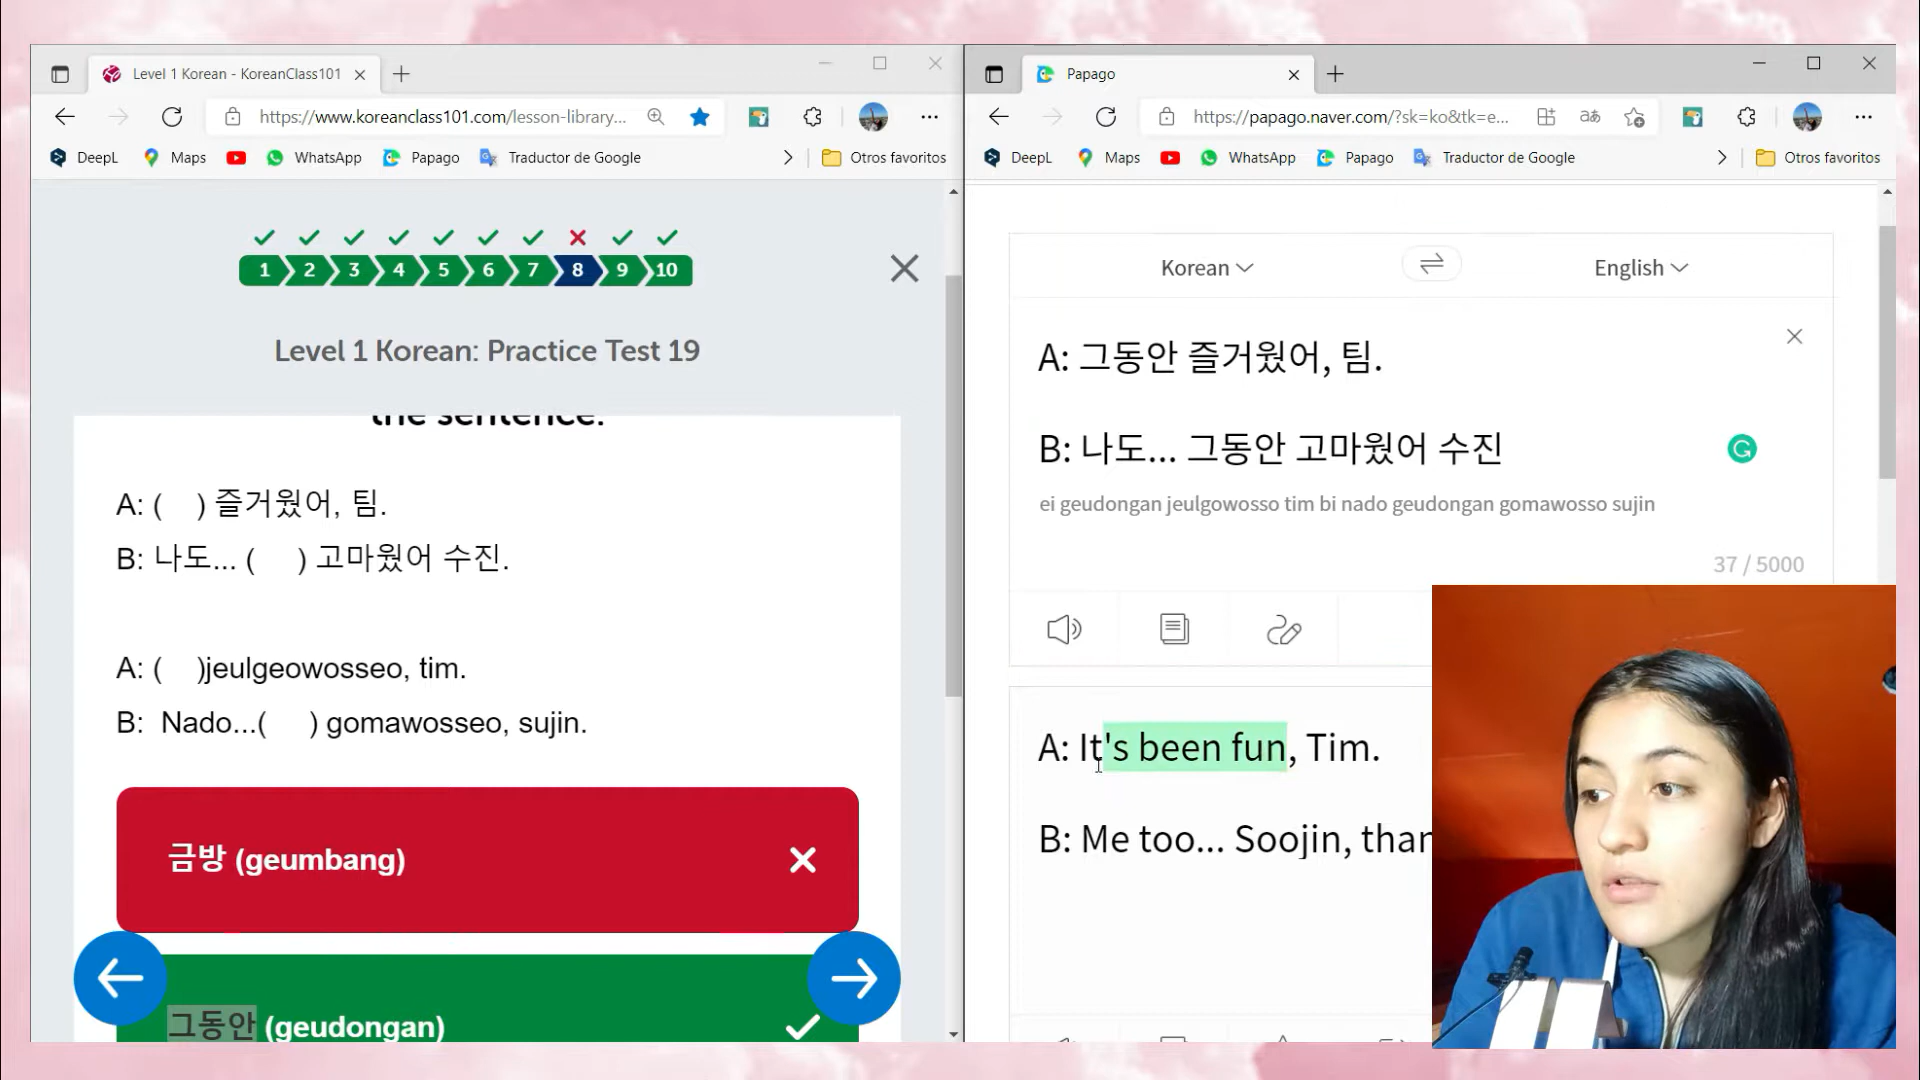 Level 1 Korean - KoreanClass101
https://www.koreanclass101.com/lesson-library...
DeepL
Maps
WhatsApp
Papago
Traductor de Google
Otros favoritos
1 2 3 4 5 6 7 8 9 10
Level 1 Korean: Practice Test 19
the sentence.
A: ( ) 즐거웠어, 팀.
B: 나도... ( ) 고마웠어 수진.
A: ( )jeulgeowosseo, tim.
B: Nado...( ) gomawosseo, sujin.
금방 (geumbang)
그동안 (geudongan)
Papago
https://papago.naver.com/?sk=ko&tk=e...
DeepL
Maps
WhatsApp
Papago
Traductor de Google
Otros favoritos
Korean
English
A: 그동안 즐거웠어, 팀.
B: 나도... 그동안 고마웠어 수진
ei geudongan jeulgowosso tim bi nado geudongan gomawosso sujin
37 / 5000
A: It's been fun, Tim.
B: Me too... Soojin, than